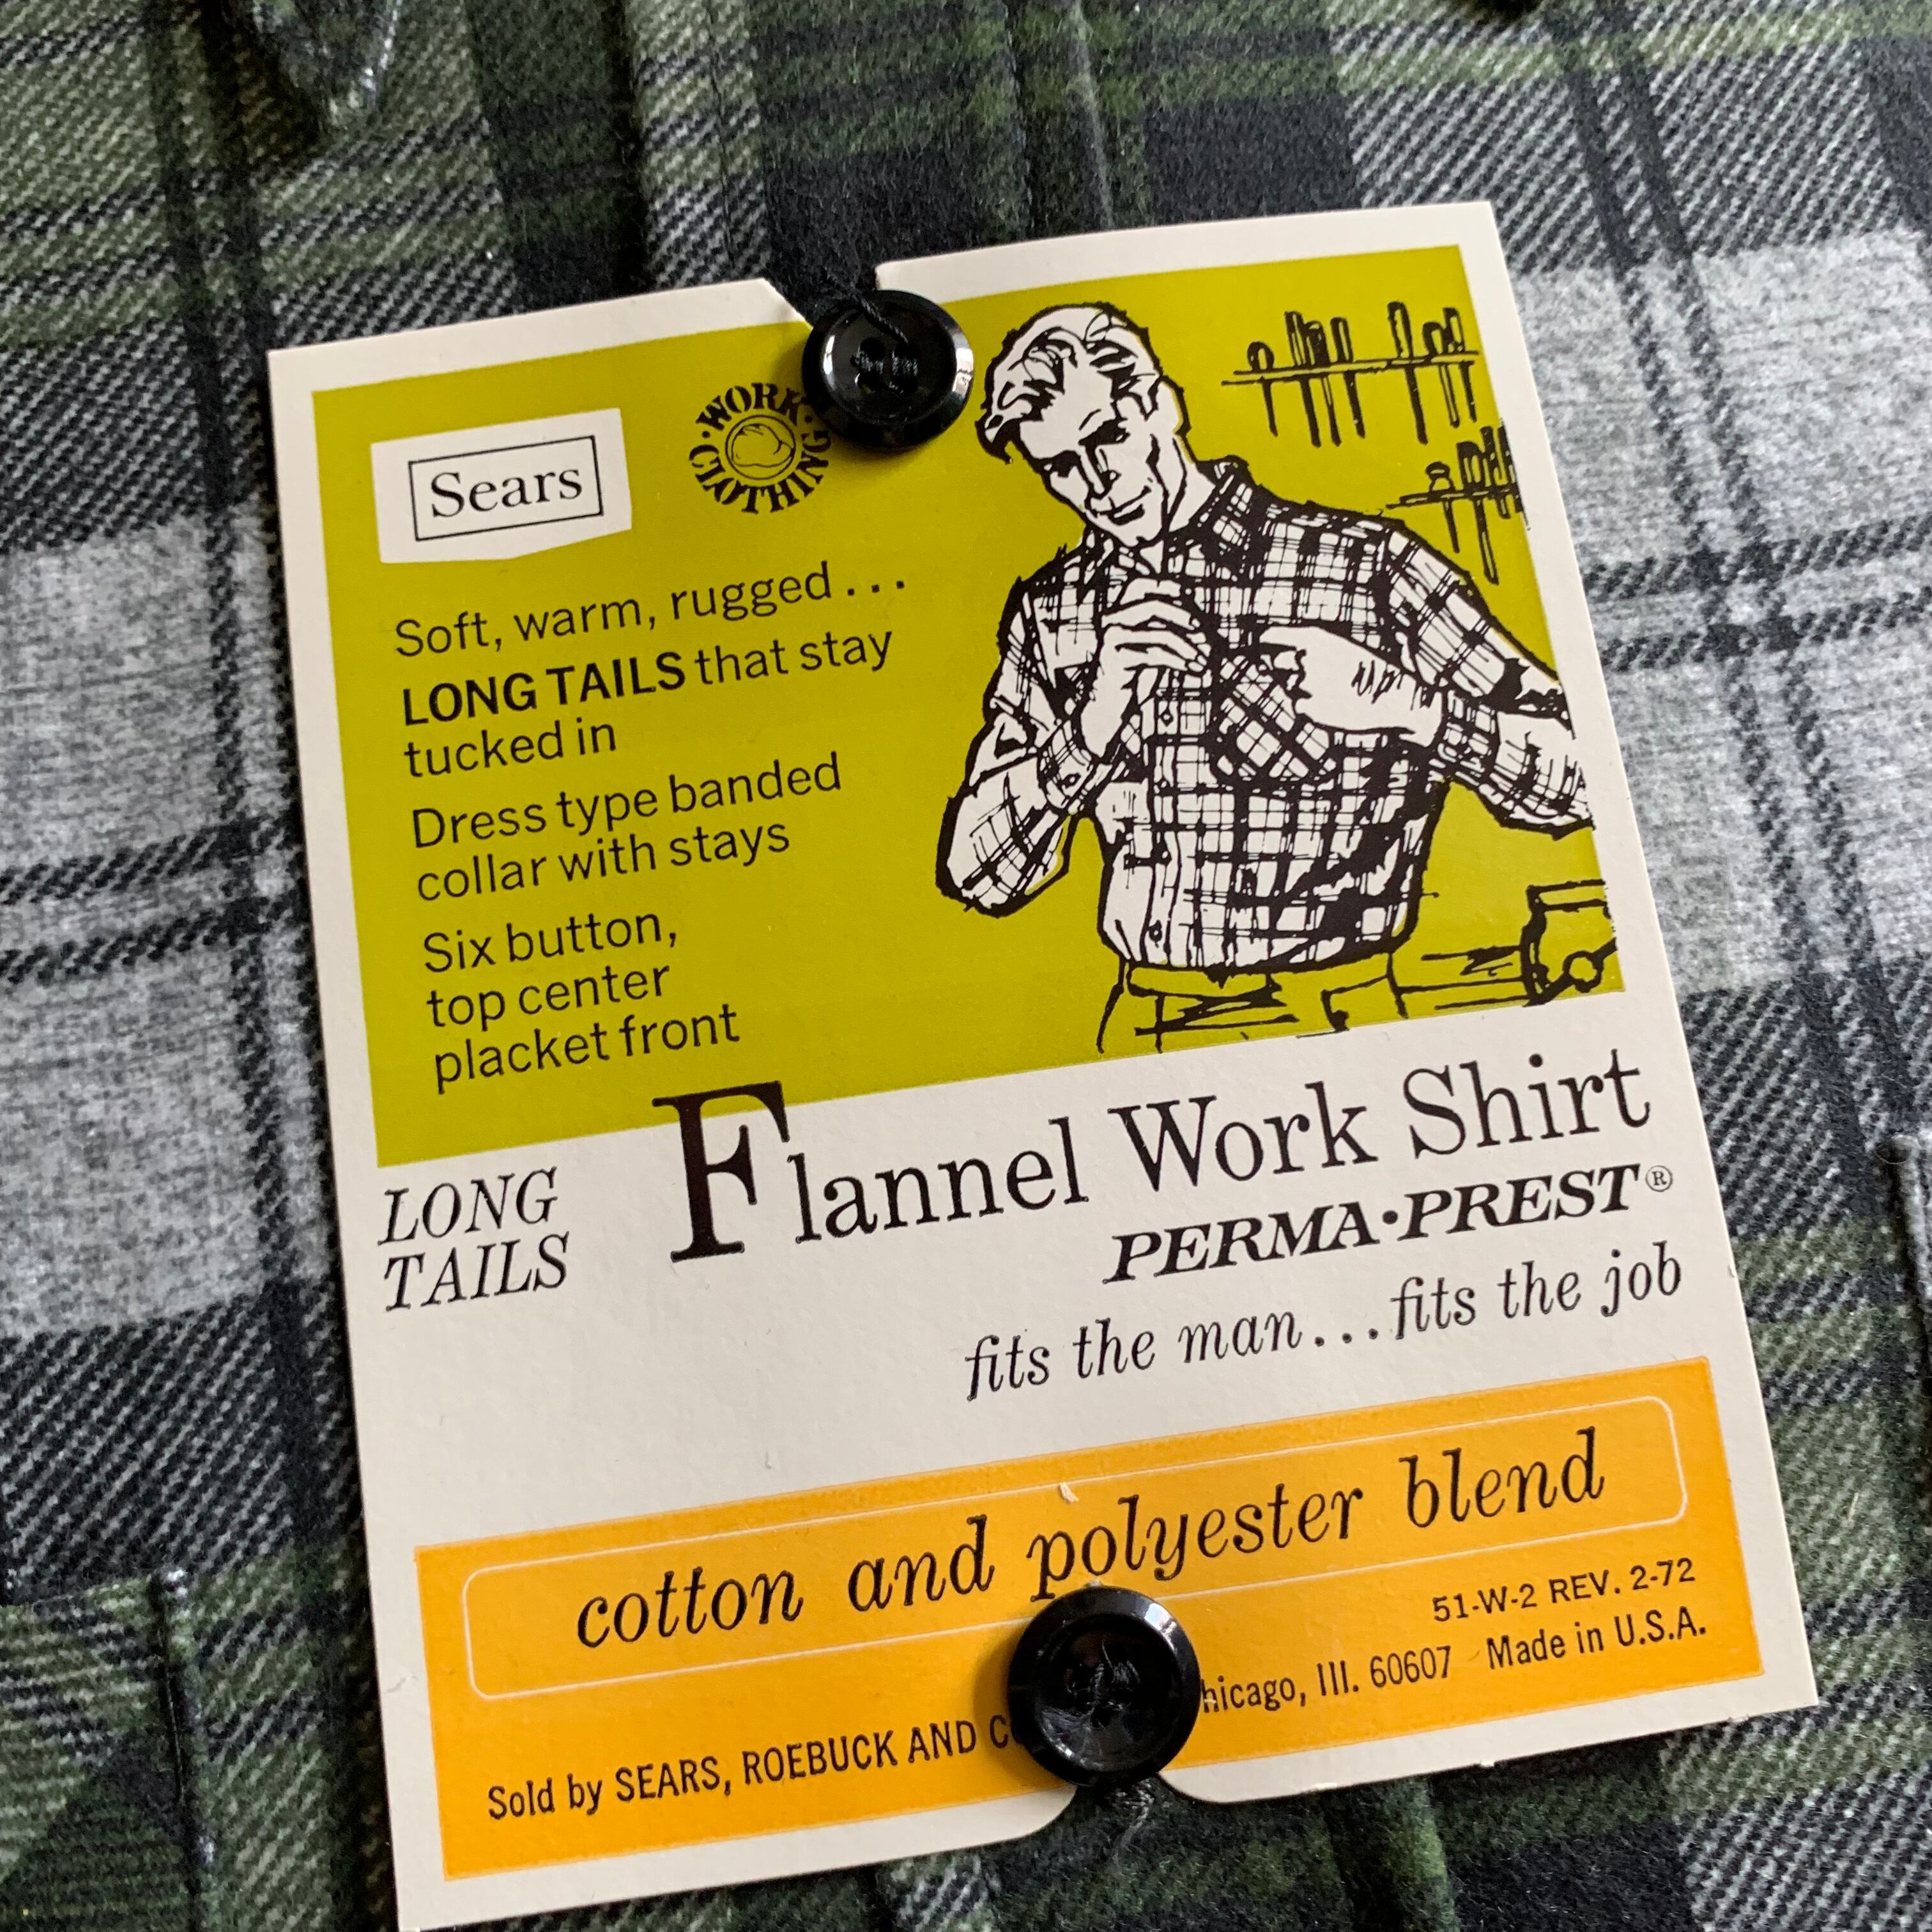 Sears
WORK · CLOTHING ·
Soft, warm, rugged...
LONG TAILS that stay
tucked in
Dress type banded
collar with stays
Six button,
top center
placket front
LONG
TAILS
Flannel Work Shirt
PERMA•PREST®
fits the man...fits the job
cotton and polyester blend
51-W-2 REV. 2-72
Sold by SEARS, ROEBUCK AND C hicago, Ill. 60607 Made in U.S.A.